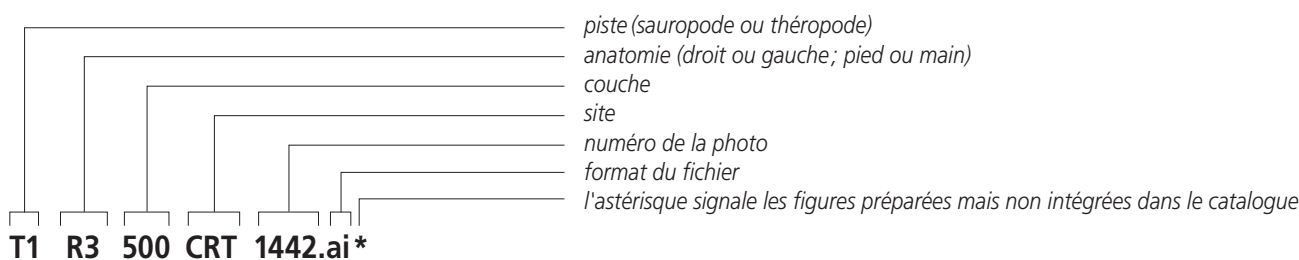 piste (sauropode ou théropode)
anatomie (droit ou gauche ; pied ou main)
couche
site
numéro de la photo
format du fichier
l'astérisque signale les figures préparées mais non intégrées dans le catalogue
T1 R3 500 CRT 1442.ai*